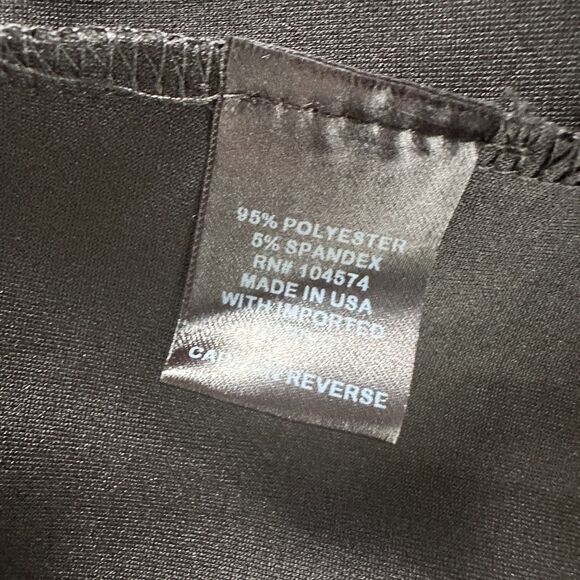 95% POLYESTER
5% SPANDEX
RN# 104574
MADE IN USA
WITH IMPORTED
REVERSE